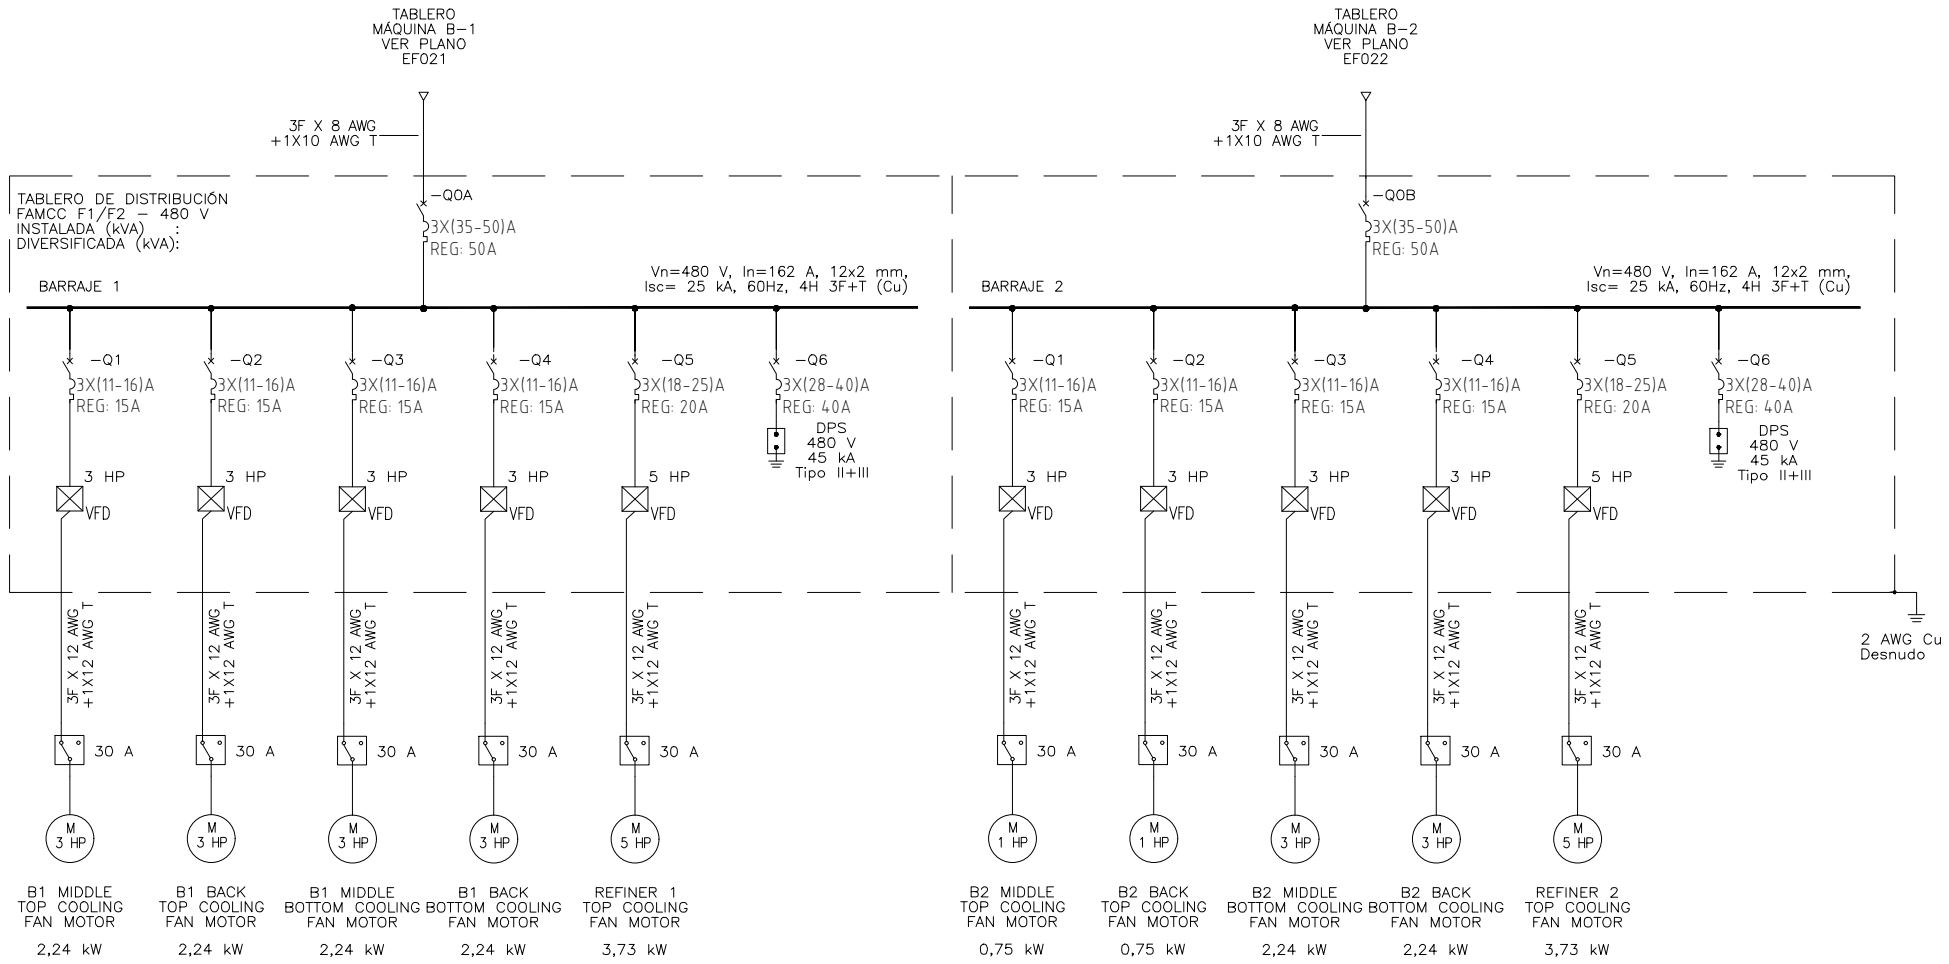 TABLERO
MÁQUINA B-1
VER PLANO
EF021
TABLERO
MÁQUINA B-2
VER PLANO
EF022
3F X 8 AWG
+1X10 AWG T
3F X 8 AWG
+1X10 AWG T
TABLERO DE DISTRIBUCIÓN
FAMCC F1/F2 - 480 V
INSTALADA (kVA) :
DIVERSIFICADA (kVA):
-Q0A
3X(35-50)A
REG: 50A
-Q0B
3X(35-50)A
REG: 50A
BARRAJE 1
Vn=480 V, In=162 A, 12x2 mm,
Isc= 25 kA, 60Hz, 4H 3F+T (Cu)
BARRAJE 2
Vn=480 V, In=162 A, 12x2 mm,
Isc= 25 kA, 60Hz, 4H 3F+T (Cu)
-Q1
3X(11-16)A
REG: 15A
-Q2
3X(11-16)A
REG: 15A
-Q3
3X(11-16)A
REG: 15A
-Q4
3X(11-16)A
REG: 15A
-Q5
3X(18-25)A
REG: 20A
-Q6
3X(28-40)A
REG: 40A
DPS
480 V
45 kA
Tipo II+III
-Q1
3X(11-16)A
REG: 15A
-Q2
3X(11-16)A
REG: 15A
-Q3
3X(11-16)A
REG: 15A
-Q4
3X(11-16)A
REG: 15A
-Q5
3X(18-25)A
REG: 20A
-Q6
3X(28-40)A
REG: 40A
DPS
480 V
45 kA
Tipo II+III
3 HP
VFD
3 HP
VFD
3 HP
VFD
3 HP
VFD
5 HP
VFD
3 HP
VFD
3 HP
VFD
3 HP
VFD
3 HP
VFD
5 HP
VFD
3F X 12 AWG
+1X12 AWG T
3F X 12 AWG
+1X12 AWG T
3F X 12 AWG
+1X12 AWG T
3F X 12 AWG
+1X12 AWG T
3F X 12 AWG
+1X12 AWG T
3F X 12 AWG
+1X12 AWG T
3F X 12 AWG
+1X12 AWG T
3F X 12 AWG
+1X12 AWG T
3F X 12 AWG
+1X12 AWG T
3F X 12 AWG
+1X12 AWG T
2 AWG Cu
Desnudo
30 A
30 A
30 A
30 A
30 A
30 A
30 A
30 A
30 A
30 A
M
3 HP
M
3 HP
M
3 HP
M
3 HP
M
5 HP
M
1 HP
M
1 HP
M
3 HP
M
3 HP
M
5 HP
B1 MIDDLE
TOP COOLING
FAN MOTOR
2,24 kW
B1 BACK
TOP COOLING
FAN MOTOR
2,24 kW
B1 MIDDLE
BOTTOM COOLING
FAN MOTOR
2,24 kW
B1 BACK
BOTTOM COOLING
FAN MOTOR
2,24 kW
REFINER 1
TOP COOLING
FAN MOTOR
3,73 kW
B2 MIDDLE
TOP COOLING
FAN MOTOR
0,75 kW
B2 BACK
TOP COOLING
FAN MOTOR
0,75 kW
B2 MIDDLE
BOTTOM COOLING
FAN MOTOR
2,24 kW
B2 BACK
BOTTOM COOLING
FAN MOTOR
2,24 kW
REFINER 2
TOP COOLING
FAN MOTOR
3,73 kW